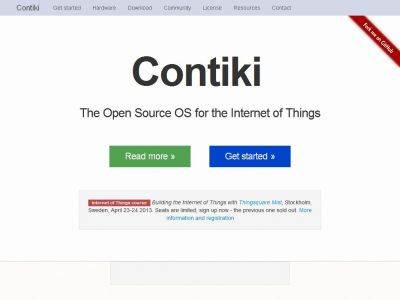 Contiki Get started Hardware Download Community License Resources Contact
Fork me on GitHub
Contiki
The Open Source OS for the Internet of Things
Read more » Get started »
Internet of Things course Building the Internet of Things with Thingsquare Mist, Stockholm,
Sweden, April 23-24 2013. Seats are limited, sign up now - the previous one sold out. More
information and registration